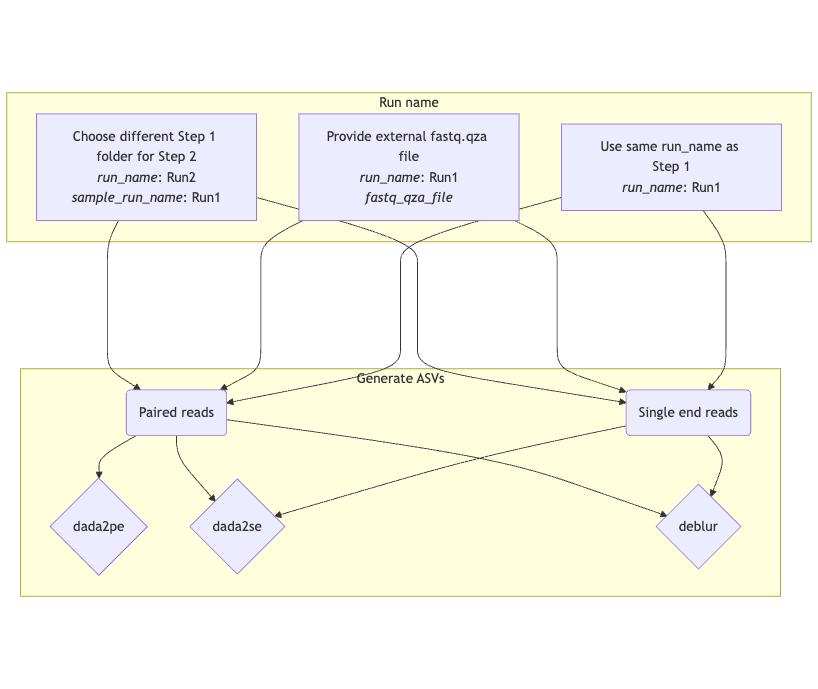 Run name
Choose different Step 1
folder for Step 2
run_name: Run2
sample_run_name: Run1
Provide external fastq.qza
file
run_name: Run1
fastq_qza_file
Use same run_name as
Step 1
run_name: Run1
Generate ASVs
Paired reads
Single end reads
dada2pe
dada2se
deblur